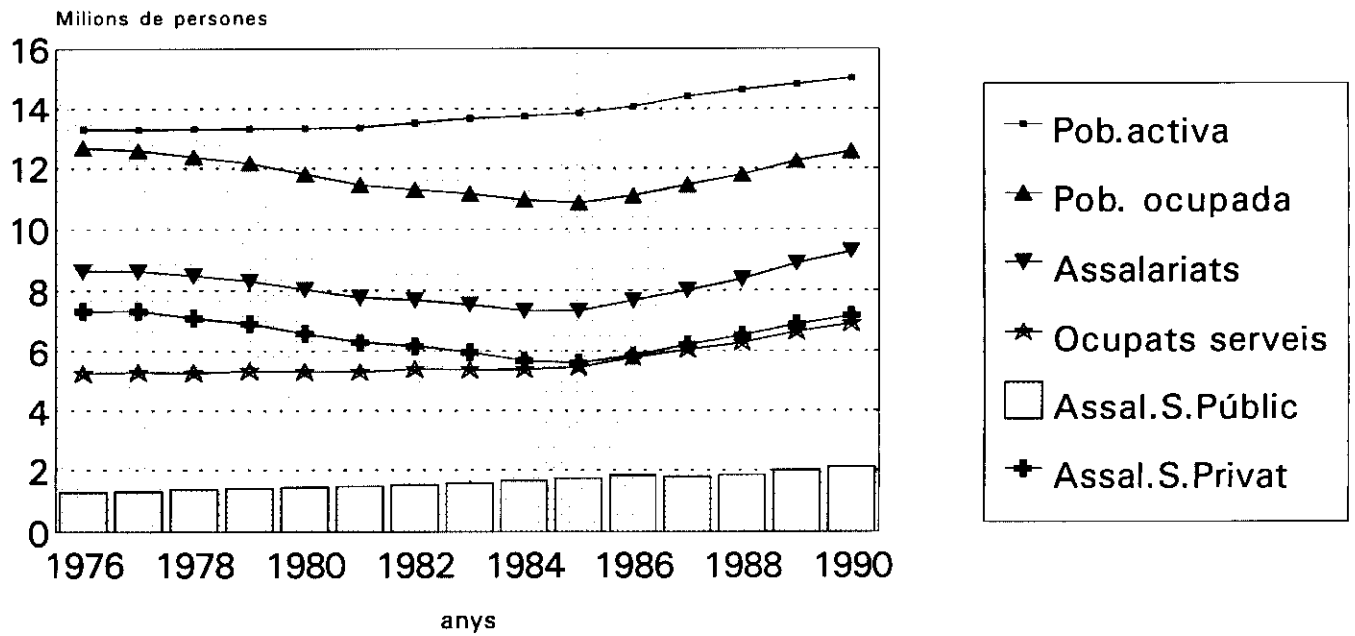 Milions de persones
16
14
12
10
8
6
4
2
0
1976 1978 1980 1982 1984 1986 1988 1990
anys
Pob.activa
Pob. ocupada
Assalariats
Ocupats serveis
Assal.S.Públic
Assal.S.Privat